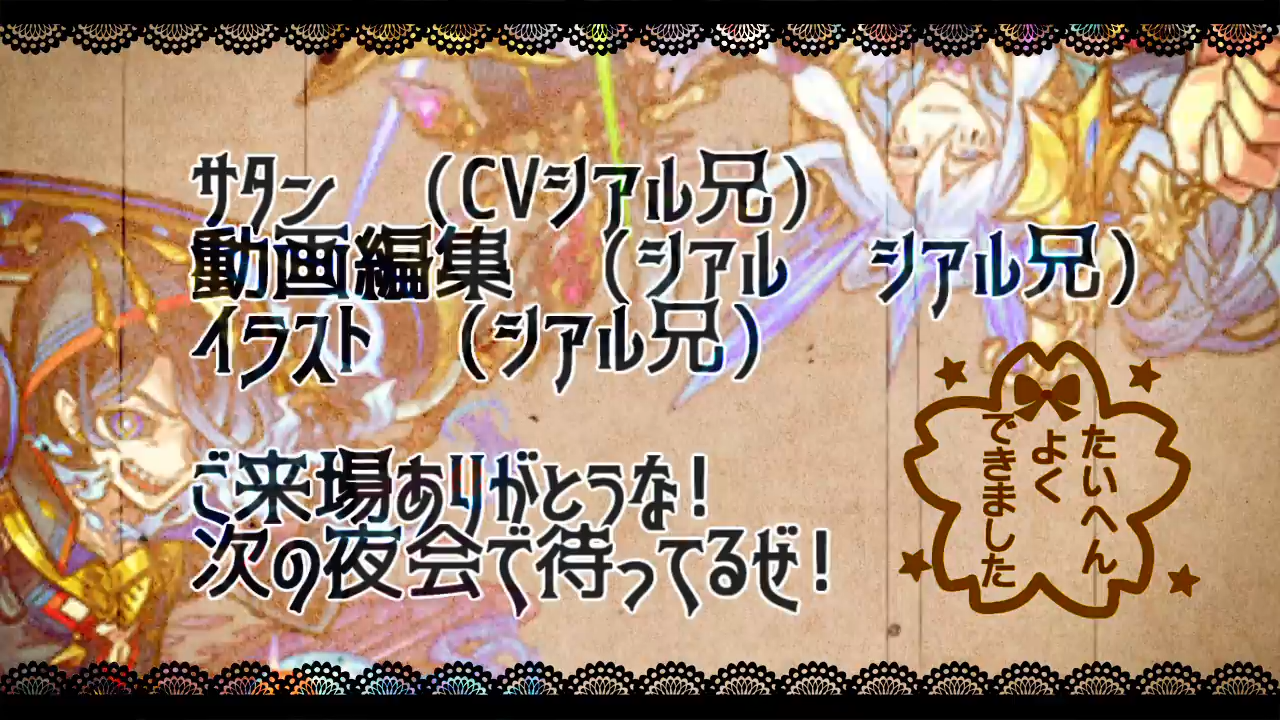 サタン　（CVシアル兄）
動画編集　（シアル　シアル兄）
イラスト　（シアル兄）
ご来場ありがとうな！
次の夜会で待ってるぜ！
たいへん
よく
できました